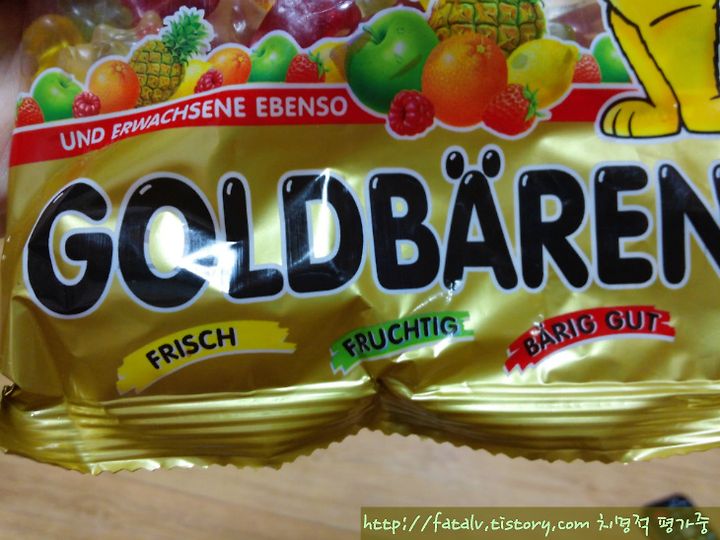 UND ERWACHSENE EBENSO
GOLDBÄREN
FRISCH
FRUCHTIG
BÄRIG GUT
http://fatalv.tistory.com 치명적 평가중